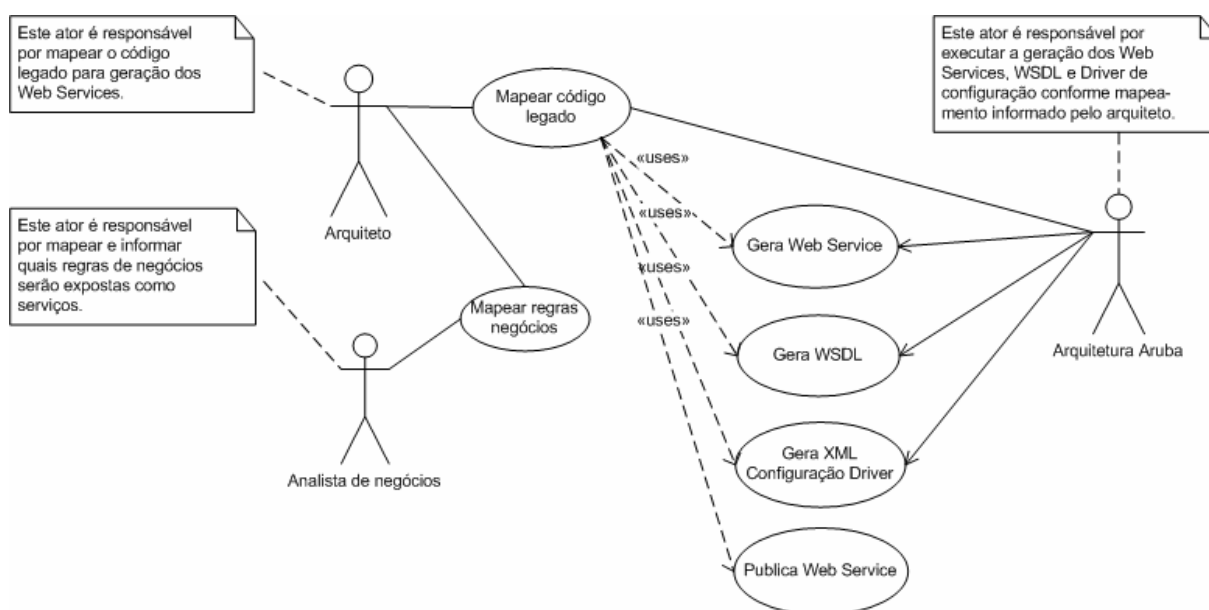 Este ator é responsável
por mapear o código
legado para geração dos
Web Services.
Arquiteto
Mapear código
legado
Este ator é responsável por
executar a geração dos Web
Services, WSDL e Driver de
configuração conforme mapea-
mento informado pelo arquiteto.
Arquitetura Aruba
Este ator é responsável
por mapear e informar
quais regras de negócios
serão expostas como
serviços.
Analista de negócios
Mapear regras
negócios
«uses»
«uses»
«uses»
«uses»
Gera Web Service
Gera WSDL
Gera XML
Configuração Driver
Publica Web Service